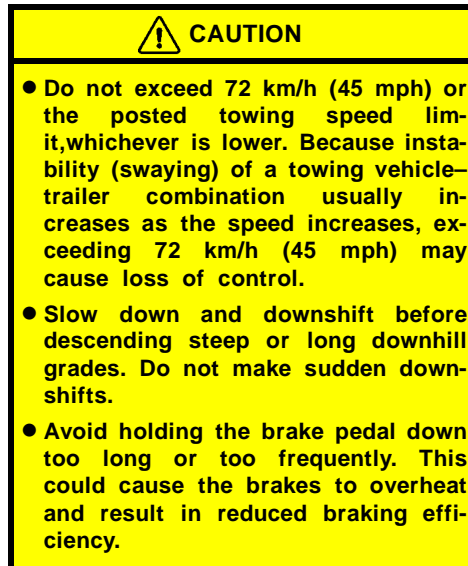 CAUTION
● Do not exceed 72 km/h (45 mph) or
the posted towing speed lim-
it,whichever is lower. Because insta-
bility (swaying) of a towing vehicle–
trailer combination usually in-
creases as the speed increases, ex-
ceeding 72 km/h (45 mph) may
cause loss of control.
● Slow down and downshift before
descending steep or long downhill
grades. Do not make sudden down-
shifts.
● Avoid holding the brake pedal down
too long or too frequently. This
could cause the brakes to overheat
and result in reduced braking effi-
ciency.